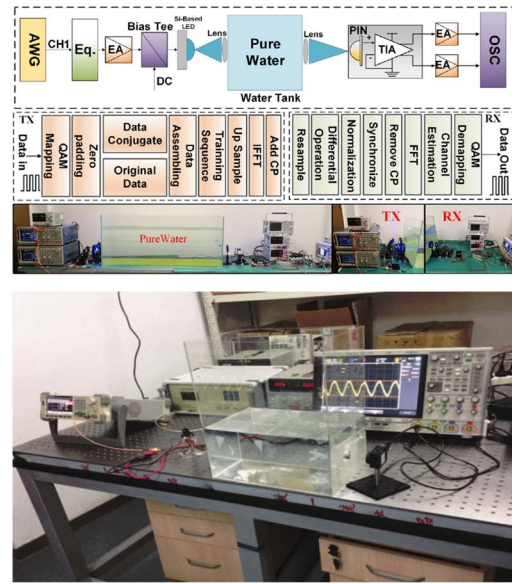 AWG
CH1
Eq.
EA
Bias Tee
DC
Si-Based
LED
Lens
Pure
Water
Water Tank
Lens
PIN
TIA
EA
EA
OSC
TX
Data in
QAM
Mapping
Zero
padding
Data
Conjugate
Original
Data
Data
Assembling
Trainning
Sequence
Up Sample
IFFT
Add CP
Resample
Differential
Operation
Normalization
Synchronize
Remove CP
FFT
Channel
Estimation
QAM
Demapping
RX
Data Out
PureWater
TX
RX